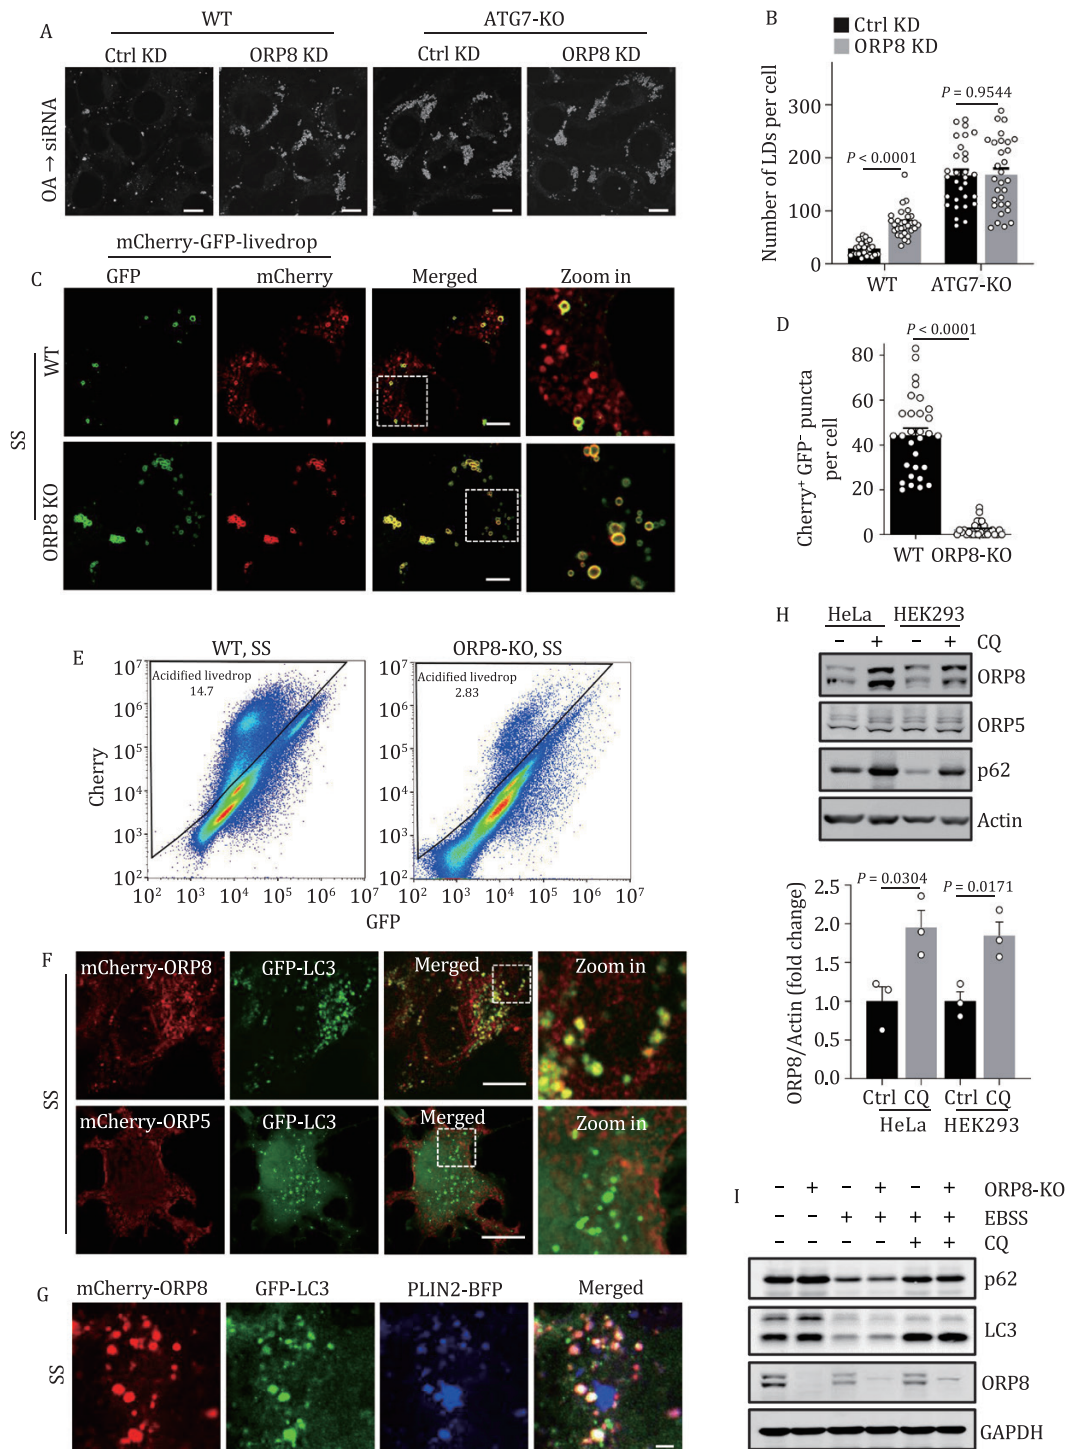 A
WT
ATG7-KO
Ctrl KD
ORP8 KD
Ctrl KD
ORP8 KD
OA → siRNA
B
Ctrl KD
ORP8 KD
Number of LDs per cell
300
200
100
0
P < 0.0001
P = 0.9544
WT
ATG7-KO
mCherry-GFP-livedrop
C
GFP
mCherry
Merged
Zoom in
SS
WT
ORP8 KO
D
P < 0.0001
Cherry⁺ GFP⁻ puncta
per cell
80
60
40
20
0
WT
ORP8-KO
E
WT, SS
ORP8-KO, SS
Acidified livedrop
14.7
Acidified livedrop
2.83
Cherry
10⁷
10⁶
10⁵
10⁴
10³
10²
10⁷
10⁶
10⁵
10⁴
10³
10²
10² 10³ 10⁴ 10⁵ 10⁶ 10⁷
10² 10³ 10⁴ 10⁵ 10⁶ 10⁷
GFP
F
SS
mCherry-ORP8
GFP-LC3
Merged
Zoom in
mCherry-ORP5
GFP-LC3
Merged
Zoom in
G
mCherry-ORP8
GFP-LC3
PLIN2-BFP
Merged
SS
H
HeLa
HEK293
− + − + CQ
ORP8
ORP5
p62
Actin
ORP8/Actin (fold change)
2.5
2.0
1.5
1.0
0.5
0.0
P = 0.0304
P = 0.0171
Ctrl CQ Ctrl CQ
HeLa
HEK293
I
− + − + − + ORP8-KO
− − + + + + EBSS
− − − − + + CQ
p62
LC3
ORP8
GAPDH